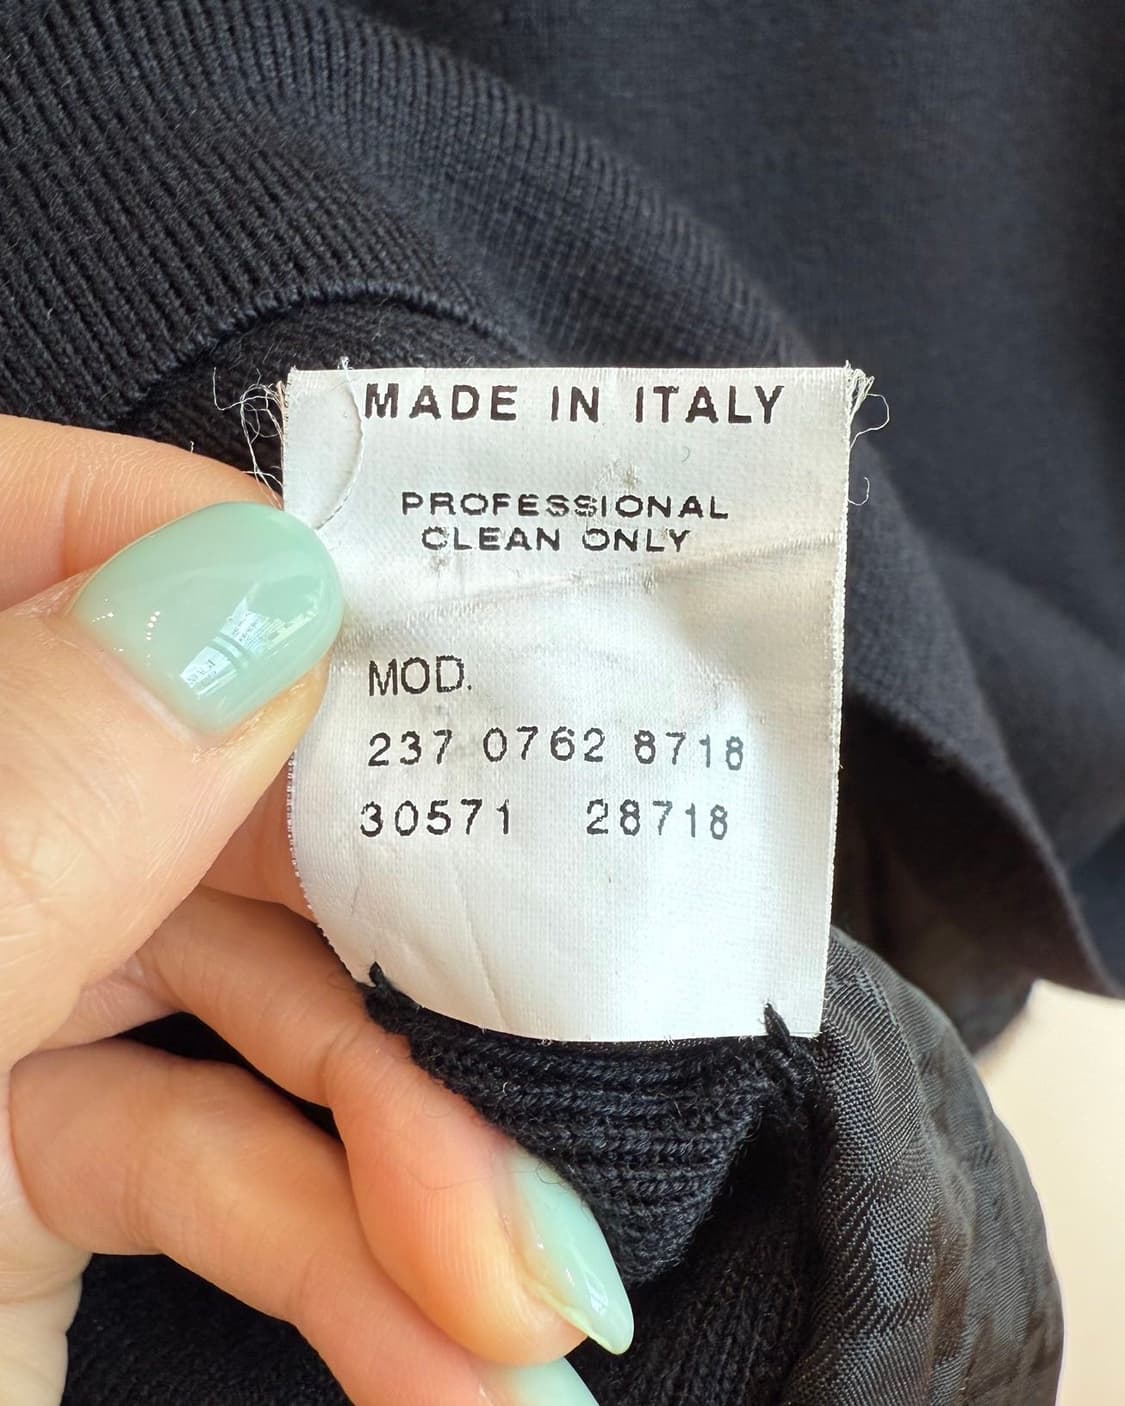 MADE IN ITALY
PROFESSIONAL
CLEAN ONLY
MOD.
237 0762 8718
30571 28718